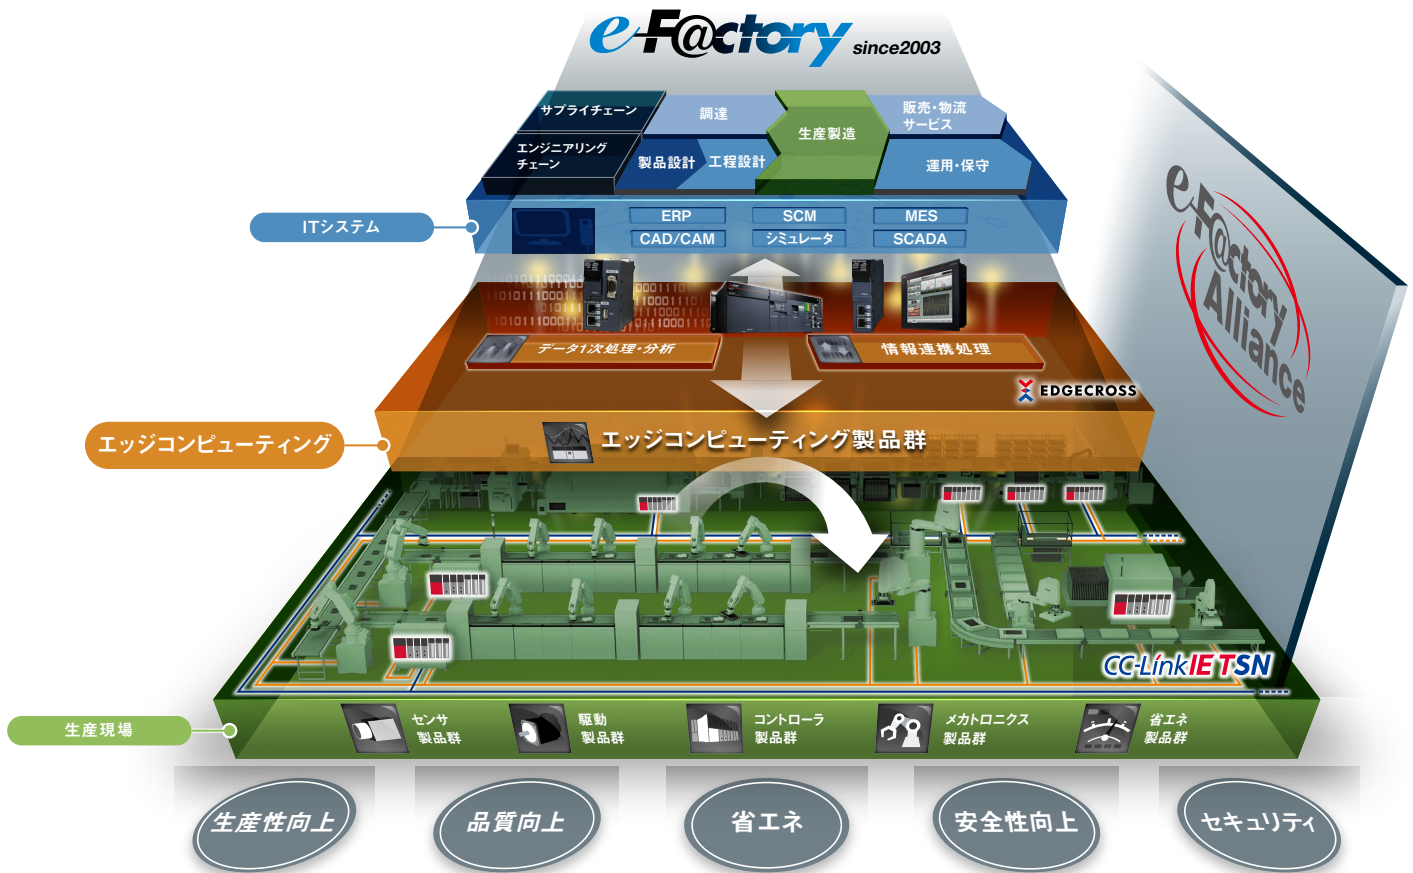 e-F@ctory since2003
サプライチェーン
調達
生産製造
販売・物流
サービス
エンジニアリング
チェーン
製品設計
工程設計
運用・保守
ITシステム
ERP
SCM
MES
CAD/CAM
シミュレータ
SCADA
e-F@ctory
Alliance
データ1次処理・分析
情報連携処理
EDGECROSS
エッジコンピューティング
エッジコンピューティング製品群
CC-Link IE TSN
生産現場
センサ
製品群
駆動
製品群
コントローラ
製品群
メカトロニクス
製品群
省エネ
製品群
生産性向上
品質向上
省エネ
安全性向上
セキュリティ